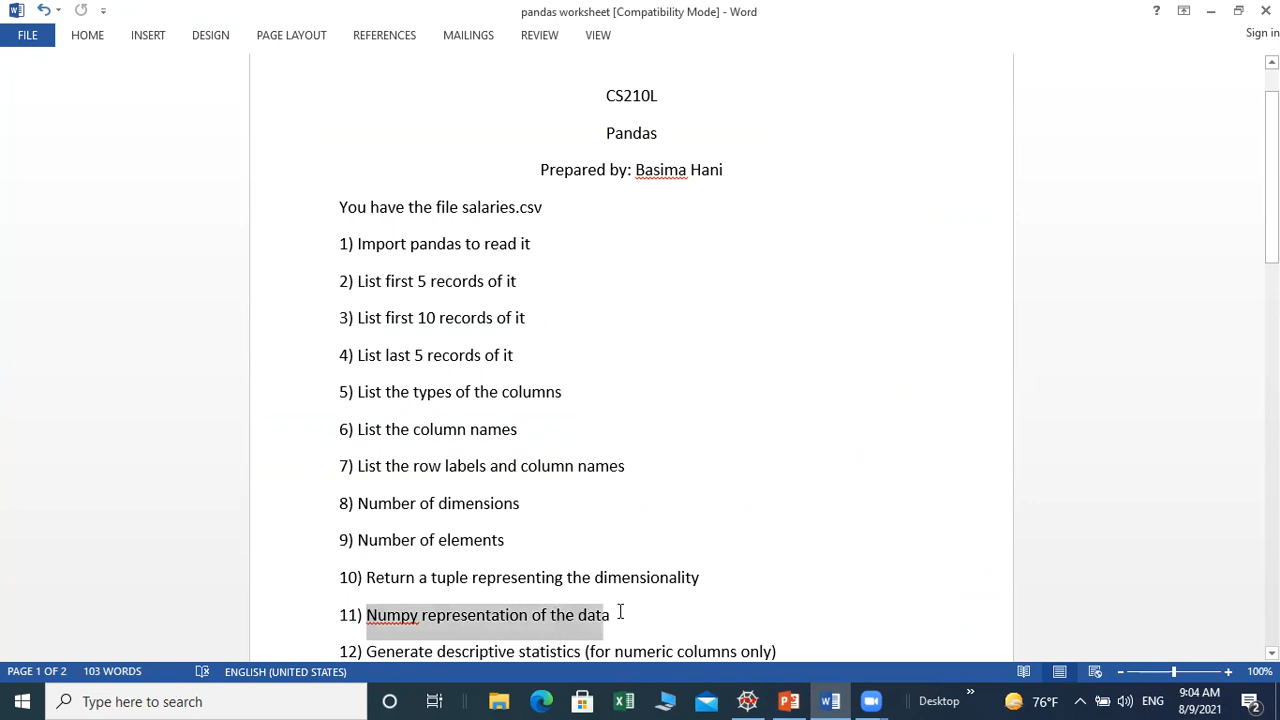 pandas worksheet [Compatibility Mode] - Word
?
FILE HOME INSERT DESIGN PAGE LAYOUT REFERENCES MAILINGS REVIEW VIEW
Sign in
CS210L
Pandas
Prepared by: Basima Hani
You have the file salaries.csv
1) Import pandas to read it
2) List first 5 records of it
3) List first 10 records of it
4) List last 5 records of it
5) List the types of the columns
6) List the column names
7) List the row labels and column names
8) Number of dimensions
9) Number of elements
10) Return a tuple representing the dimensionality
11) Numpy representation of the data
12) Generate descriptive statistics (for numeric columns only)
PAGE 1 OF 2 103 WORDS ENGLISH (UNITED STATES) 100%
Type here to search
Desktop
76°F
ENG
9:04 AM
8/9/2021
2